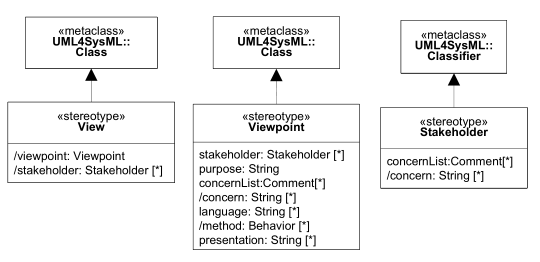 «metaclass»
UML4SysML::
Class
«stereotype»
View
/viewpoint: Viewpoint
/stakeholder: Stakeholder [*]
«metaclass»
UML4SysML::
Class
«stereotype»
Viewpoint
stakeholder: Stakeholder [*]
purpose: String
concernList:Comment[*]
/concern: String [*]
language: String [*]
/method: Behavior [*]
presentation: String [*]
«metaclass»
UML4SysML::
Classifier
«stereotype»
Stakeholder
concernList:Comment[*]
/concern: String [*]